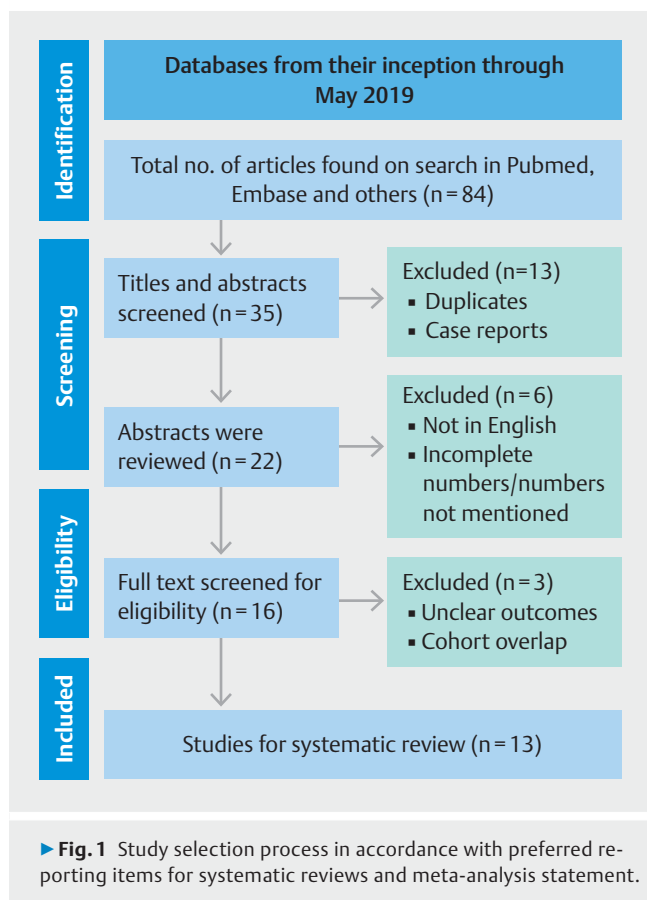 Identification
Databases from their inception through
May 2019
Total no. of articles found on search in Pubmed,
Embase and others (n = 84)
Screening
Titles and abstracts
screened (n = 35)
Excluded (n=13)
▪ Duplicates
▪ Case reports
Abstracts were
reviewed (n = 22)
Excluded (n = 6)
▪ Not in English
▪ Incomplete
numbers/numbers
not mentioned
Eligibility
Full text screened for
eligibility (n = 16)
Excluded (n = 3)
▪ Unclear outcomes
▪ Cohort overlap
Included
Studies for systematic review (n = 13)
▶ Fig. 1 Study selection process in accordance with preferred re-
porting items for systematic reviews and meta-analysis statement.